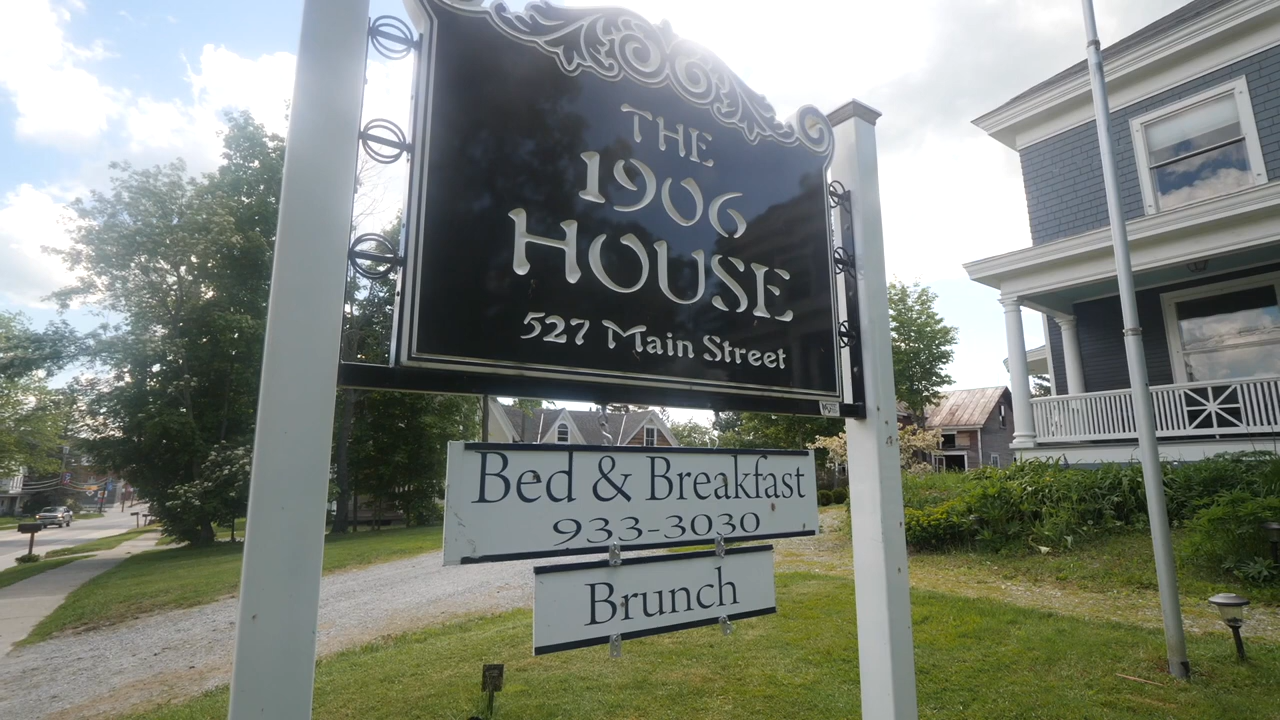 THE
1906
HOUSE
527 Main Street
Bed & Breakfast
933-3030
Brunch